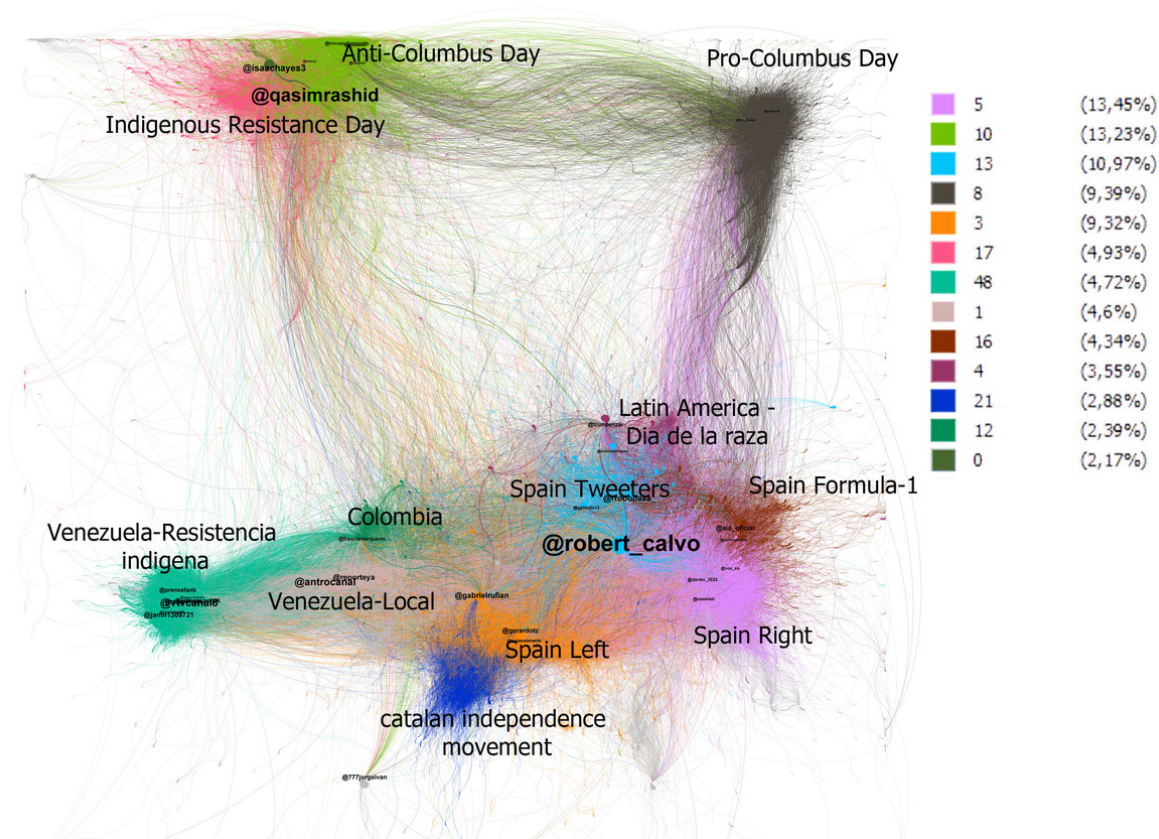 Anti-Columbus Day
Pro-Columbus Day
@isaachayes3
@qasimrashid
Indigenous Resistance Day
5 (13,45%)
10 (13,23%)
13 (10,97%)
8 (9,39%)
3 (9,32%)
17 (4,93%)
48 (4,72%)
1 (4,6%)
16 (4,34%)
4 (3,55%)
21 (2,88%)
12 (2,39%)
0 (2,17%)
Latin America -
Dia de la raza
Spain Tweeters
Spain Formula-1
Colombia
@alo_oficial
Venezuela-Resistencia
indigena
@robert_calvo
@reporteya
@antrocanal
@prensafanb
@vtvcanal8
Venezuela-Local
@gabrielrufian
@gerardotc
Spain Left
Spain Right
catalan independence
movement
@777jorgeivan